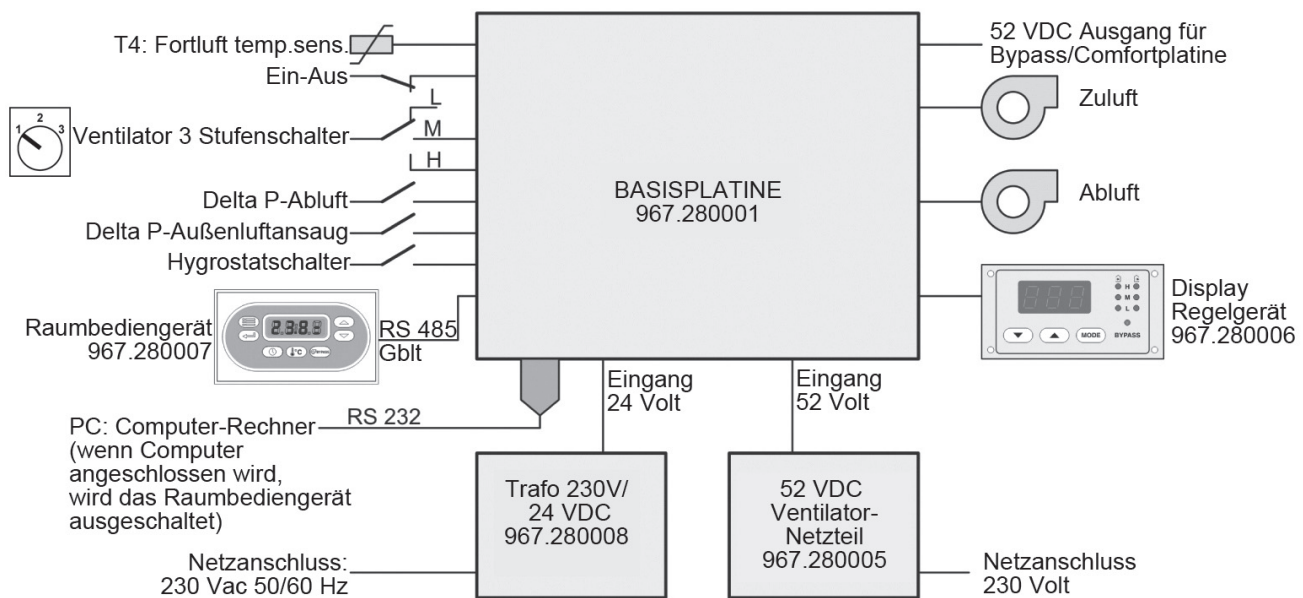 T4: Fortluft temp.sens.
Ein-Aus
L
1 2 3
Ventilator 3 Stufenschalter
M
H
Delta P-Abluft
Delta P-Außenluftansaug
Hygrostatschalter
Raumbediengerät
967.280007
RS 485
Gblt
PC: Computer-Rechner
(wenn Computer
angeschlossen wird,
wird das Raumbediengerät
ausgeschaltet)
RS 232
BASISPLATINE
967.280001
52 VDC Ausgang für
Bypass/Comfortplatine
Zuluft
Abluft
H
M
L
MODE
BYPASS
Display
Regelgerät
967.280006
Eingang
24 Volt
Eingang
52 Volt
Trafo 230V/
24 VDC
967.280008
52 VDC
Ventilator-
Netzteil
967.280005
Netzanschluss:
230 Vac 50/60 Hz
Netzanschluss
230 Volt